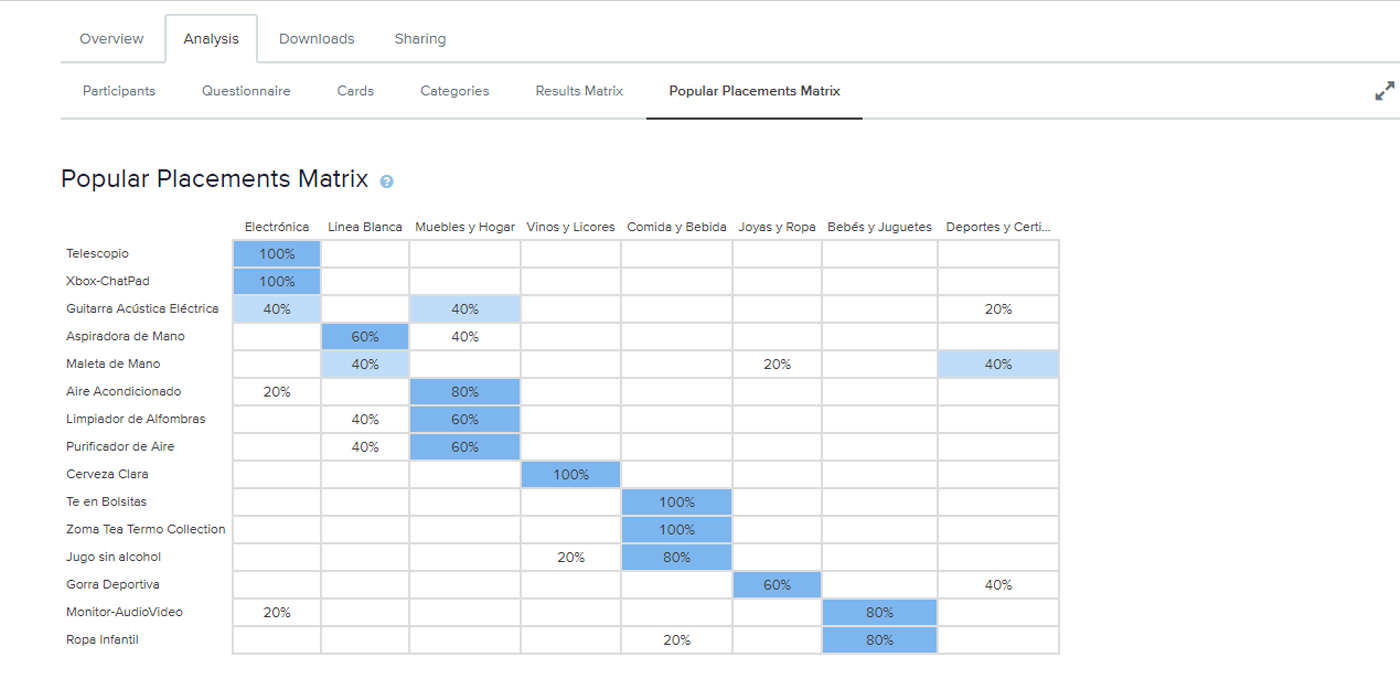 Overview Analysis Downloads Sharing
Participants Questionnaire Cards Categories Results Matrix Popular Placements Matrix
Popular Placements Matrix ?
Electrónica Linea Blanca Muebles y Hogar Vinos y Licores Comida y Bebida Joyas y Ropa Bebés y Juguetes Deportes y Certi...
Telescopio 100%
Xbox-ChatPad 100%
Guitarra Acústica Eléctrica 40% 40% 20%
Aspiradora de Mano 60% 40%
Maleta de Mano 40% 20% 40%
Aire Acondicionado 20% 80%
Limpiador de Alfombras 40% 60%
Purificador de Aire 40% 60%
Cerveza Clara 100%
Te en Bolsitas 100%
Zoma Tea Termo Collection 100%
Jugo sin alcohol 20% 80%
Gorra Deportiva 60% 40%
Monitor-AudioVideo 20% 80%
Ropa Infantil 20% 80%